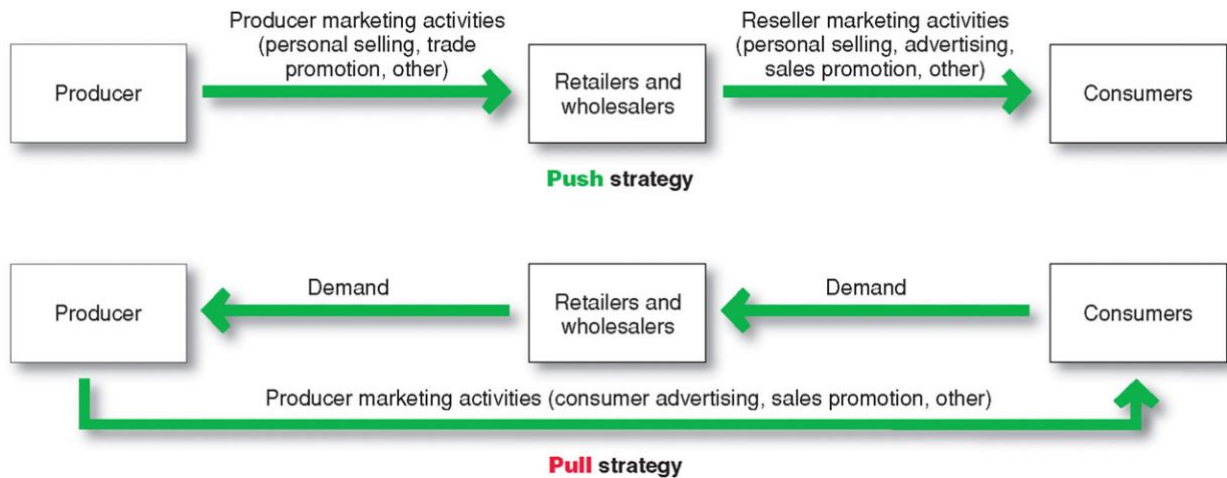 Producer marketing activities
(personal selling, trade
promotion, other)
Reseller marketing activities
(personal selling, advertising,
sales promotion, other)
Producer
Retailers and
wholesalers
Consumers
Push strategy
Producer
Demand
Retailers and
wholesalers
Demand
Consumers
Producer marketing activities (consumer advertising, sales promotion, other)
Pull strategy